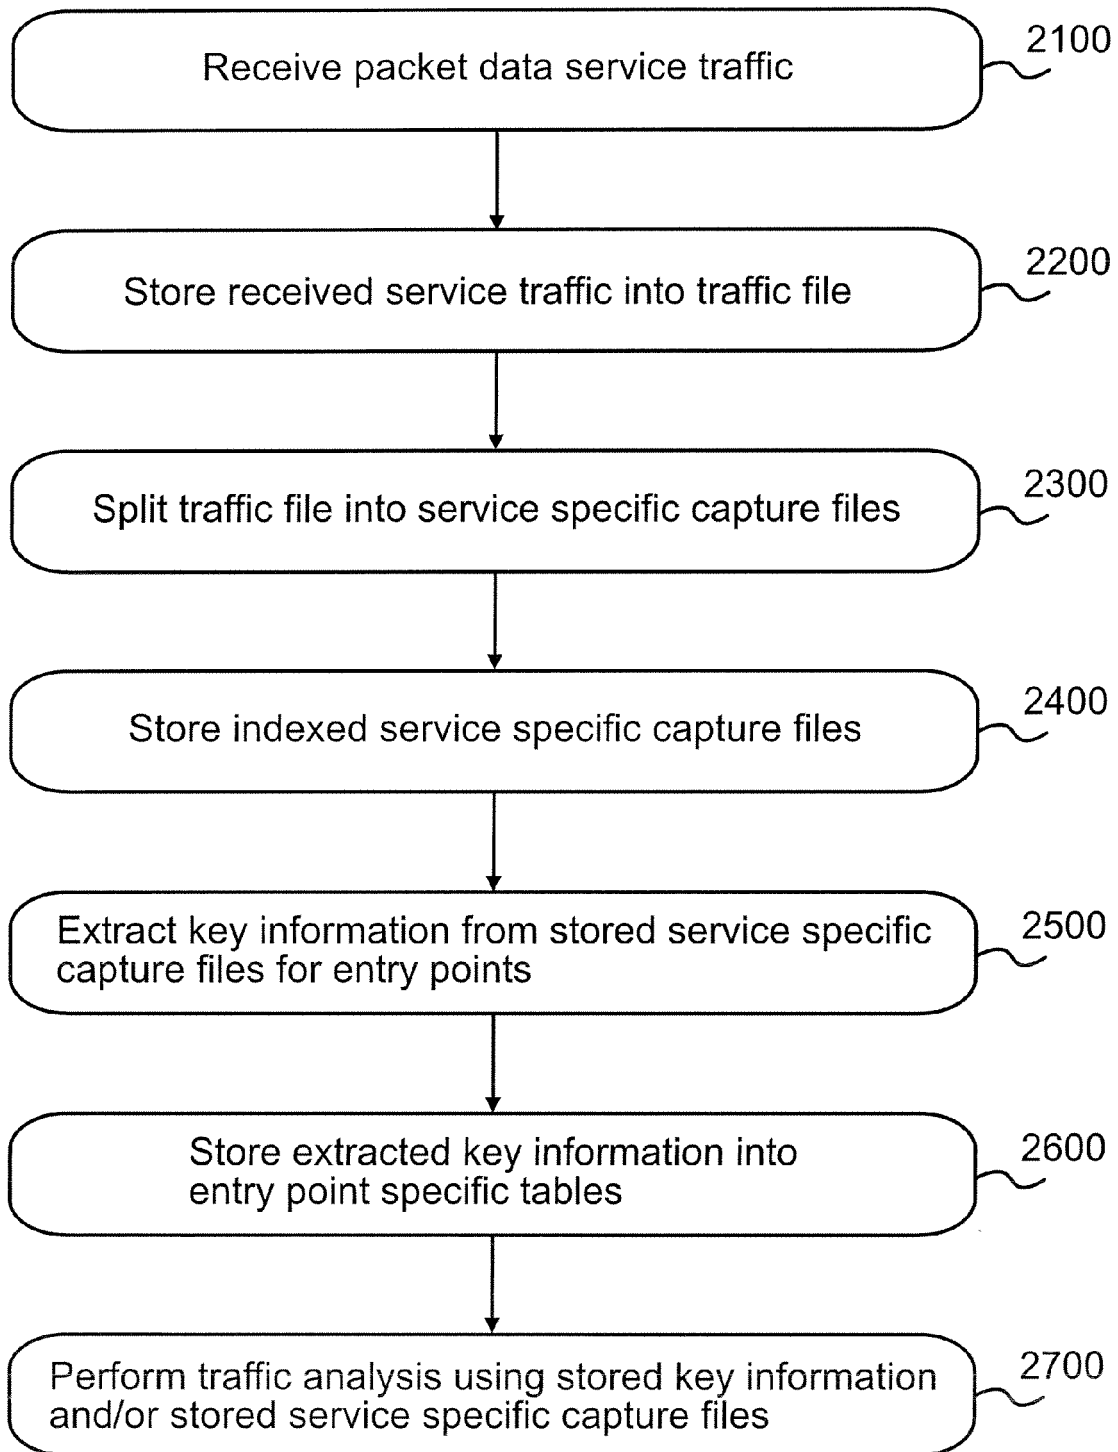 Receive packet data service traffic
2100
Store received service traffic into traffic file
2200
Split traffic file into service specific capture files
2300
Store indexed service specific capture files
2400
Extract key information from stored service specific
capture files for entry points
2500
Store extracted key information into
entry point specific tables
2600
Perform traffic analysis using stored key information
and/or stored service specific capture files
2700